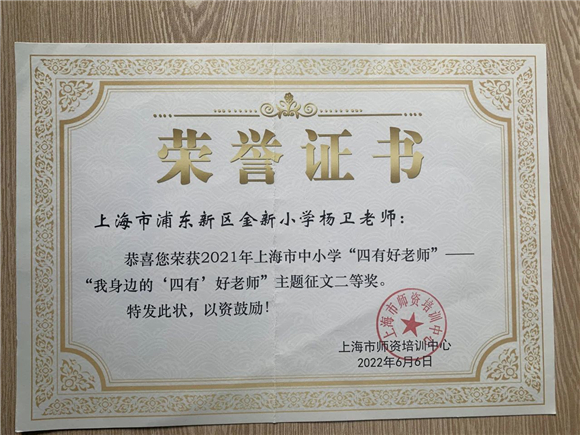 荣誉证书
上海市浦东新区金新小学杨卫老师:
恭喜您荣获2021年上海市中小学“四有好老师”——
“我身边的‘四有’好老师”主题征文二等奖。
特发此状，以资鼓励!
上海市师资培训中心
上海市师资培训中心
2022年6月6日